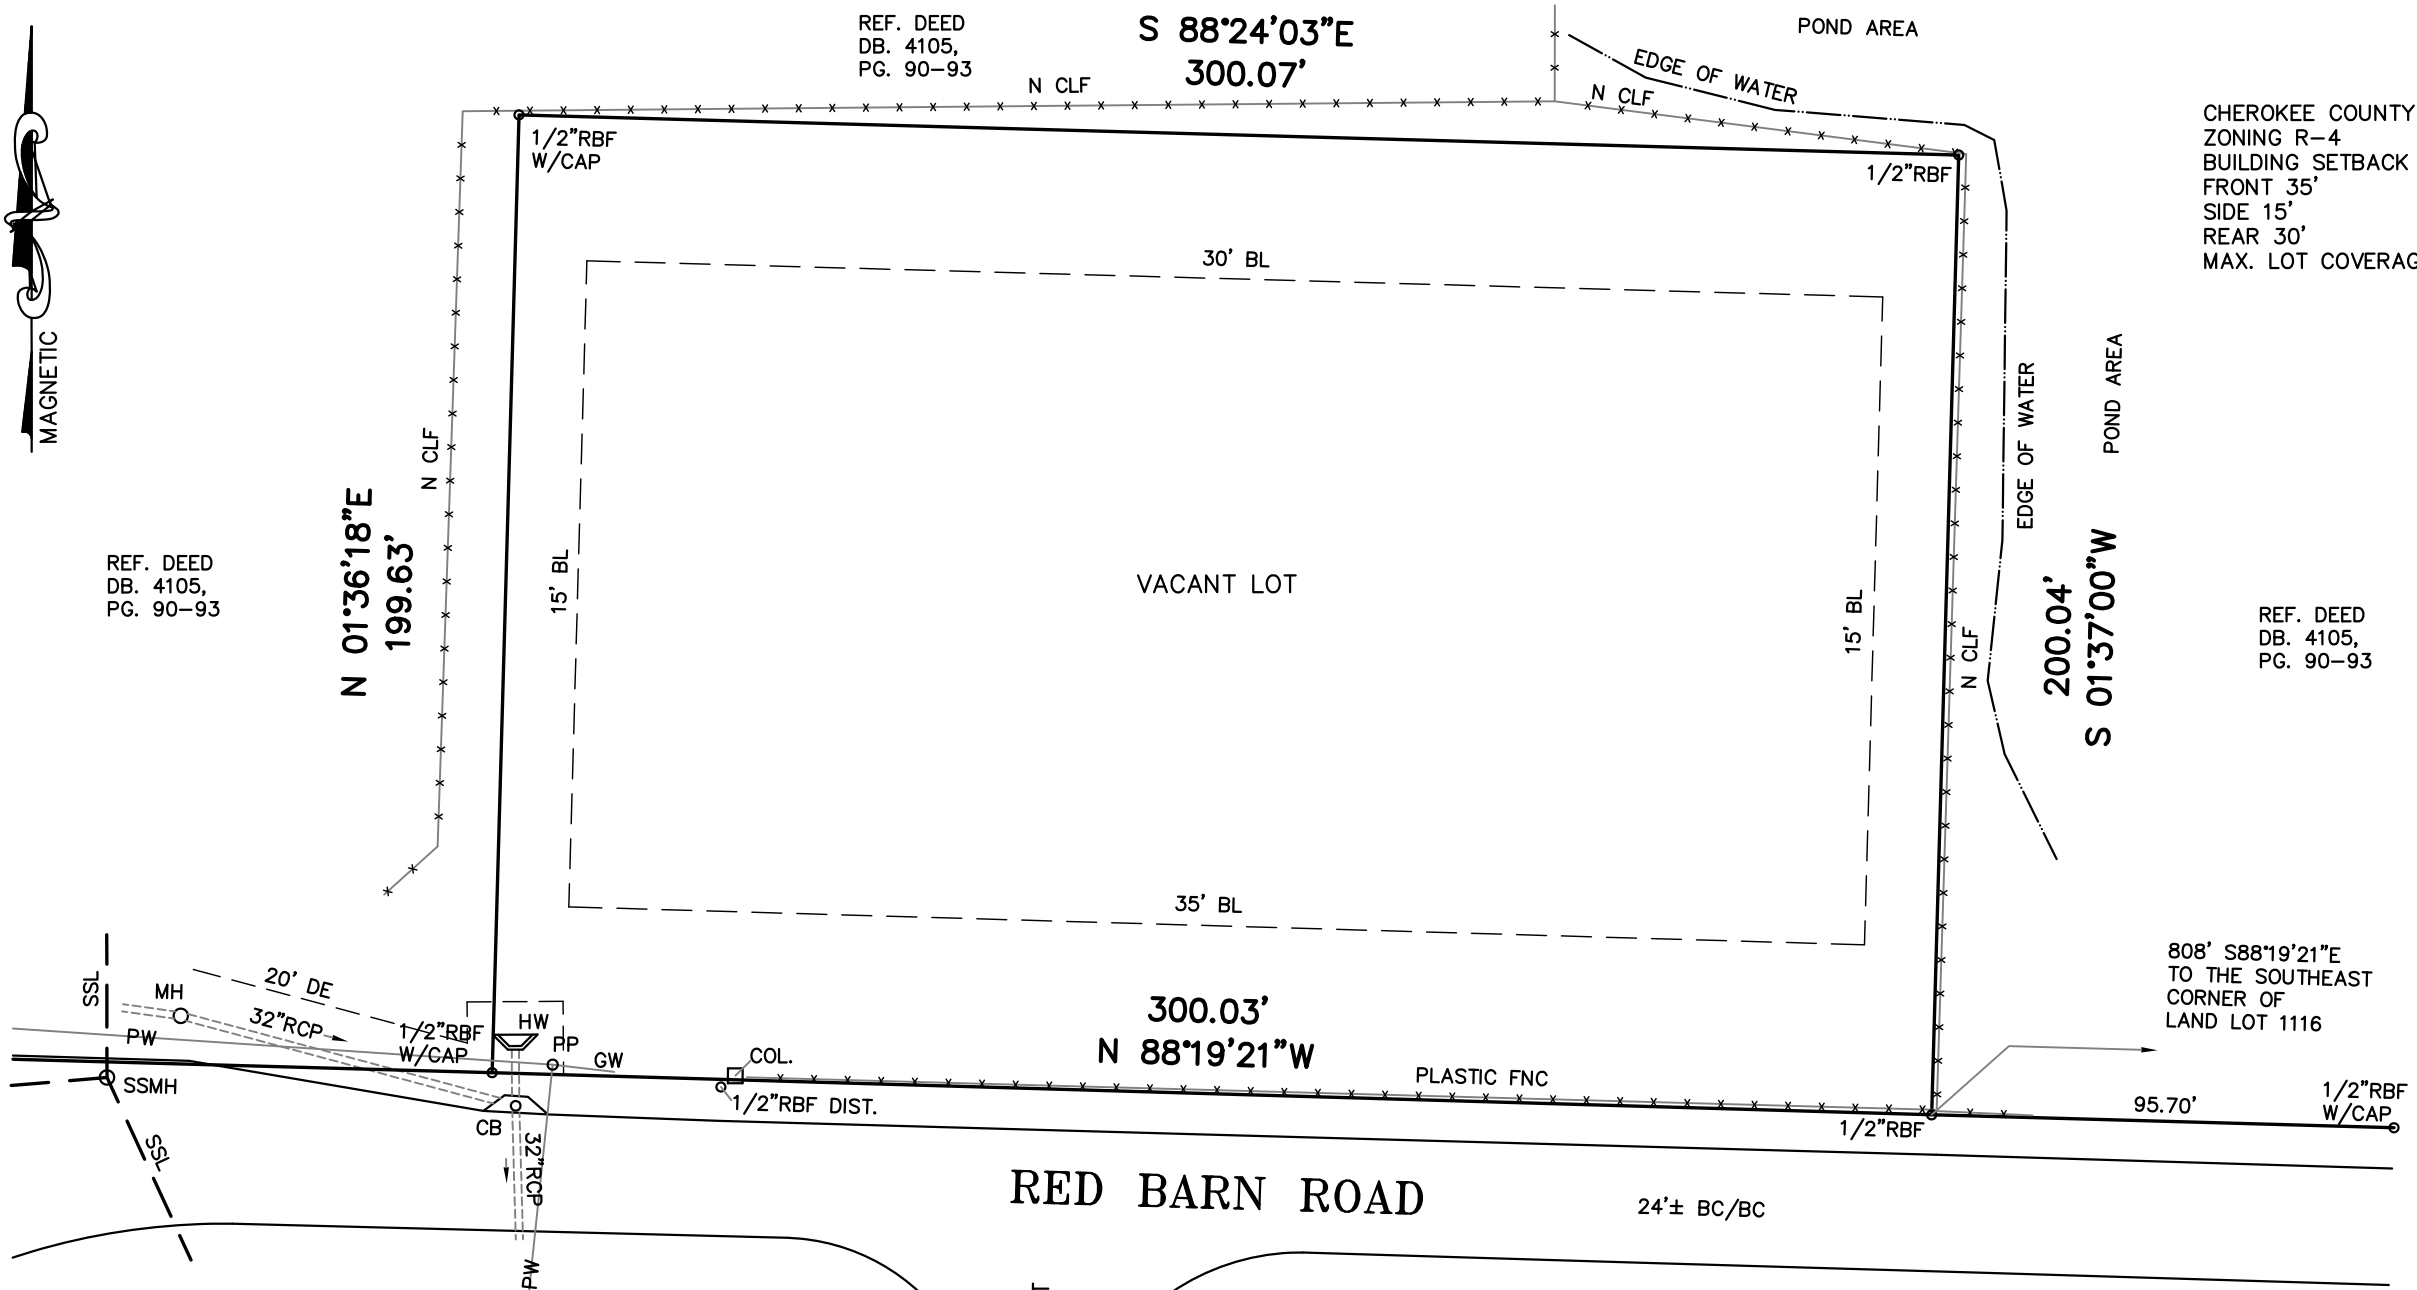 REF. DEED
DB. 4105,
PG. 90-93
S 88°24'03"E
300.07'
POND AREA
EDGE OF WATER
N CLF
N CLF
CHEROKEE COUNTY
ZONING R-4
BUILDING SETBACK
FRONT 35'
SIDE 15'
REAR 30'
MAX. LOT COVERAG
1/2"RBF
W/CAP
1/2"RBF
MAGNETIC
30' BL
N CLF
N 01°36'18"E
199.63'
REF. DEED
DB. 4105,
PG. 90-93
15' BL
VACANT LOT
15' BL
N CLF
EDGE OF WATER
POND AREA
200.04'
S 01°37'00"W
REF. DEED
DB. 4105,
PG. 90-93
35' BL
808' S88°19'21"E
TO THE SOUTHEAST
CORNER OF
LAND LOT 1116
SSL
MH
20' DE
32"RCP
PW
1/2"RBF
W/CAP
HW
PP
GW
COL.
300.03'
N 88°19'21"W
PLASTIC FNC
SSMH
1/2"RBF DIST.
CB
1/2"RBF
95.70'
1/2"RBF
W/CAP
SSL
32"RCP
RED BARN ROAD
24'± BC/BC
PW